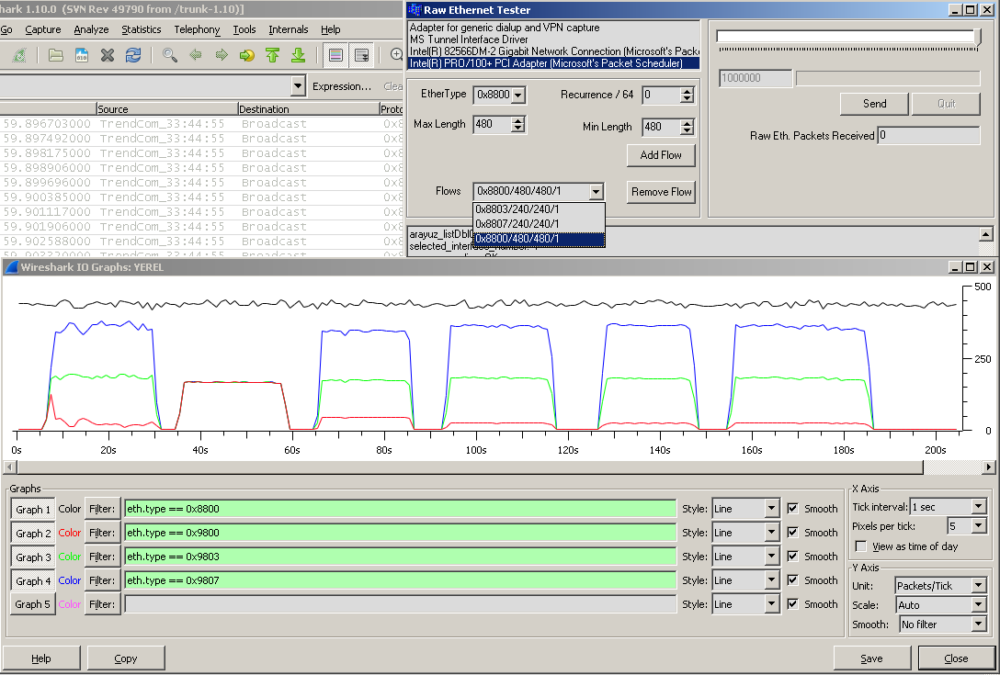 shark 1.10.0 (SVN Rev 49790 from /trunk-1.10)]
Go Capture Analyze Statistics Telephony Tools Internals Help
Expression... Clea
Source Destination Proto
59.896703000 TrendCom_33:44:55 Broadcast 0x8
59.897492000 TrendCom_33:44:55 Broadcast 0x8
59.898175000 TrendCom_33:44:55 Broadcast 0x8
59.898906000 TrendCom_33:44:55 Broadcast 0x8
59.899696000 TrendCom_33:44:55 Broadcast 0x8
59.900385000 TrendCom_33:44:55 Broadcast 0x8
59.901117000 TrendCom_33:44:55 Broadcast 0x8
59.901906000 TrendCom_33:44:55 Broadcast 0x8
59.902588000 TrendCom_33:44:55 Broadcast 0x8
59.903320000 TrendCom_33:44:55 Broadcast 0x8
Raw Ethernet Tester
Adapter for generic dialup and VPN capture
MS Tunnel Interface Driver
Intel(R) 82566DM-2 Gigabit Network Connection (Microsoft's Pack
Intel(R) PRO/100+ PCI Adapter (Microsoft's Packet Scheduler)
EtherType 0x8800 Recurrence / 64 0
Max Length 480 Min Length 480
Add Flow
Flows 0x8800/480/480/1 Remove Flow
0x8803/240/240/1
0x8807/240/240/1
0x8800/480/480/1
1000000
Send Quit
Raw Eth. Packets Received 0
arayuz_listDblC
selected_interface_number:
Wireshark IO Graphs: YEREL
500
250
0
0s 20s 40s 60s 80s 100s 120s 140s 160s 180s 200s
Graphs
Graph 1 Color Filter: eth.type == 0x8800 Style: Line Smooth
Graph 2 Color Filter: eth.type == 0x9800 Style: Line Smooth
Graph 3 Color Filter: eth.type == 0x9803 Style: Line Smooth
Graph 4 Color Filter: eth.type == 0x9807 Style: Line Smooth
Graph 5 Color Filter: Style: Line Smooth
X Axis
Tick interval: 1 sec
Pixels per tick: 5
View as time of day
Y Axis
Unit: Packets/Tick
Scale: Auto
Smooth: No filter
Help Copy Save Close